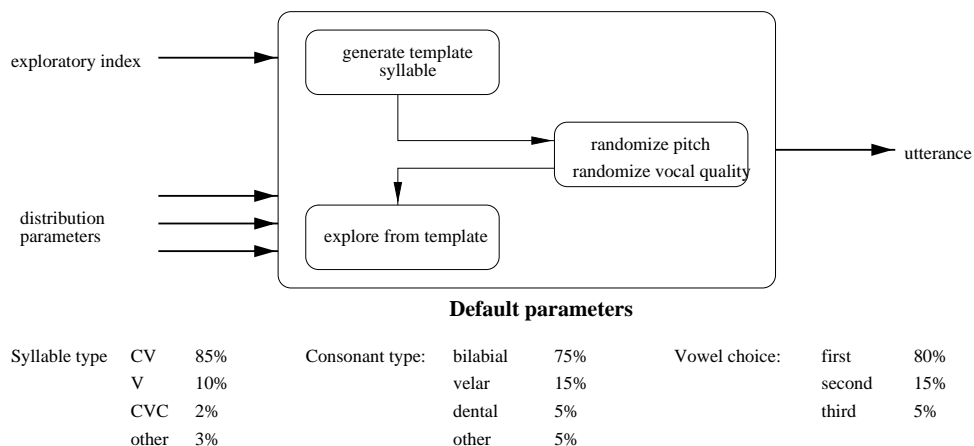 generate template
syllable
exploratory index
randomize pitch
randomize vocal quality
utterance
distribution
parameters
explore from template
Default parameters
Syllable type CV 85% Consonant type: bilabial 75% Vowel choice: first 80%
V 10% velar 15% second 15%
CVC 2% dental 5% third 5%
other 3% other 5%